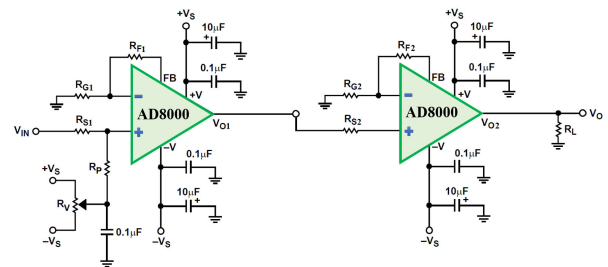 +VS
10µF
+
RF1
FB
0.1µF
RG1
+V
–
AD8000
VIN
RS1
+
VO1
–V
RP
0.1µF
+VS
RV
10µF
+
–VS
0.1µF
–VS
+VS
10µF
+
RF2
FB
0.1µF
RG2
+V
–
AD8000
VO
RS2
+
VO2
RL
–V
0.1µF
10µF
+
–VS